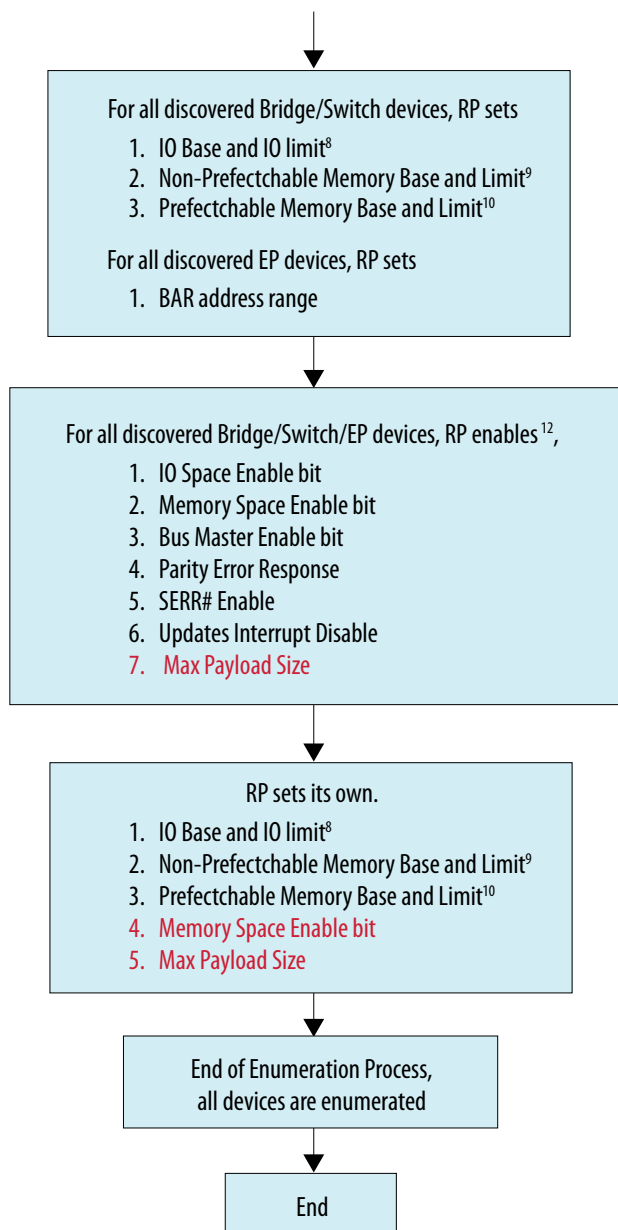 For all discovered Bridge/Switch devices, RP sets
1. IO Base and IO limit⁸
2. Non-Prefectchable Memory Base and Limit⁹
3. Prefectchable Memory Base and Limit¹⁰
For all discovered EP devices, RP sets
1. BAR address range
For all discovered Bridge/Switch/EP devices, RP enables ¹²,
1. IO Space Enable bit
2. Memory Space Enable bit
3. Bus Master Enable bit
4. Parity Error Response
5. SERR# Enable
6. Updates Interrupt Disable
7. Max Payload Size
RP sets its own.
1. IO Base and IO limit⁸
2. Non-Prefectchable Memory Base and Limit⁹
3. Prefectchable Memory Base and Limit¹⁰
4. Memory Space Enable bit
5. Max Payload Size
End of Enumeration Process,
all devices are enumerated
End